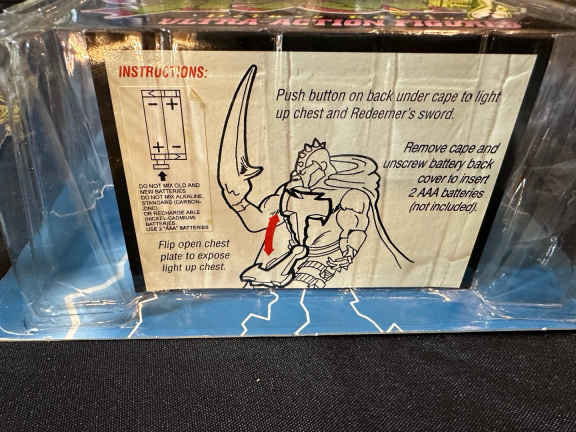 ULTRA ACTION FIGURE
INSTRUCTIONS:
Push button on back under cape to light
up chest and Redeemer's sword.
Remove cape and
unscrew battery back
cover to insert
2 AAA batteries
(not included).
DO NOT MIX OLD AND
NEW BATTERIES
DO NOT MIX ALKALINE,
STANDARD (CARBON-
ZINC)
OR RECHARGE ABLE
(NICKEL-CADMIUM)
BATTERIES.
USE 2 "AAA" BATTERIES
Flip open chest
plate to expose
light up chest.